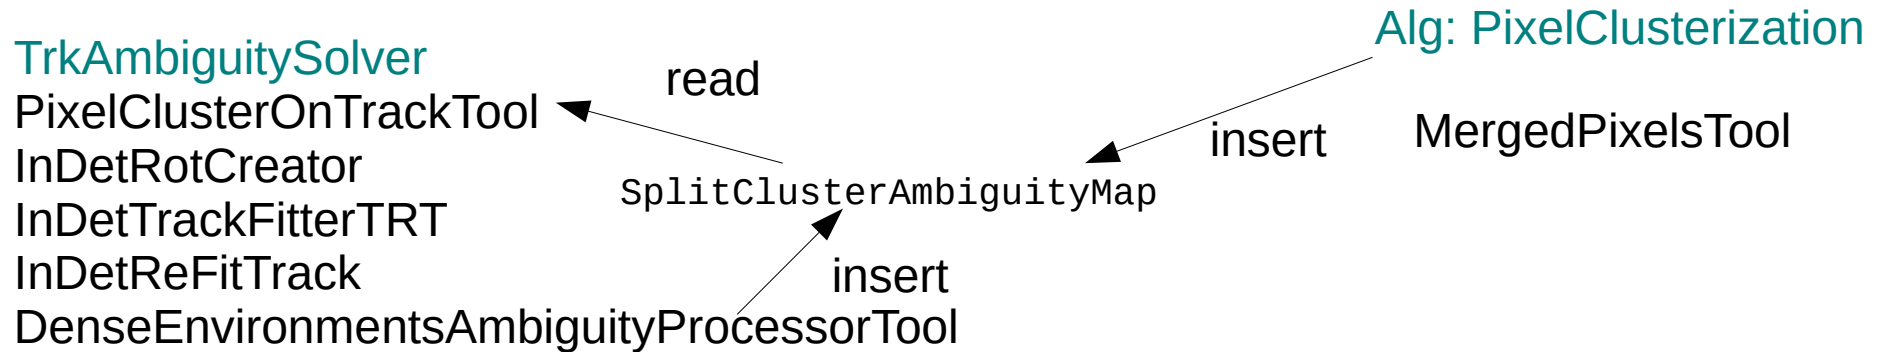 Alg: PixelClusterization
TrkAmbiguitySolver
read
PixelClusterOnTrackTool
insert
MergedPixelsTool
InDetRotCreator
SplitClusterAmbiguityMap
InDetTrackFitterTRT
InDetReFitTrack
insert
DenseEnvironmentsAmbiguityProcessorTool